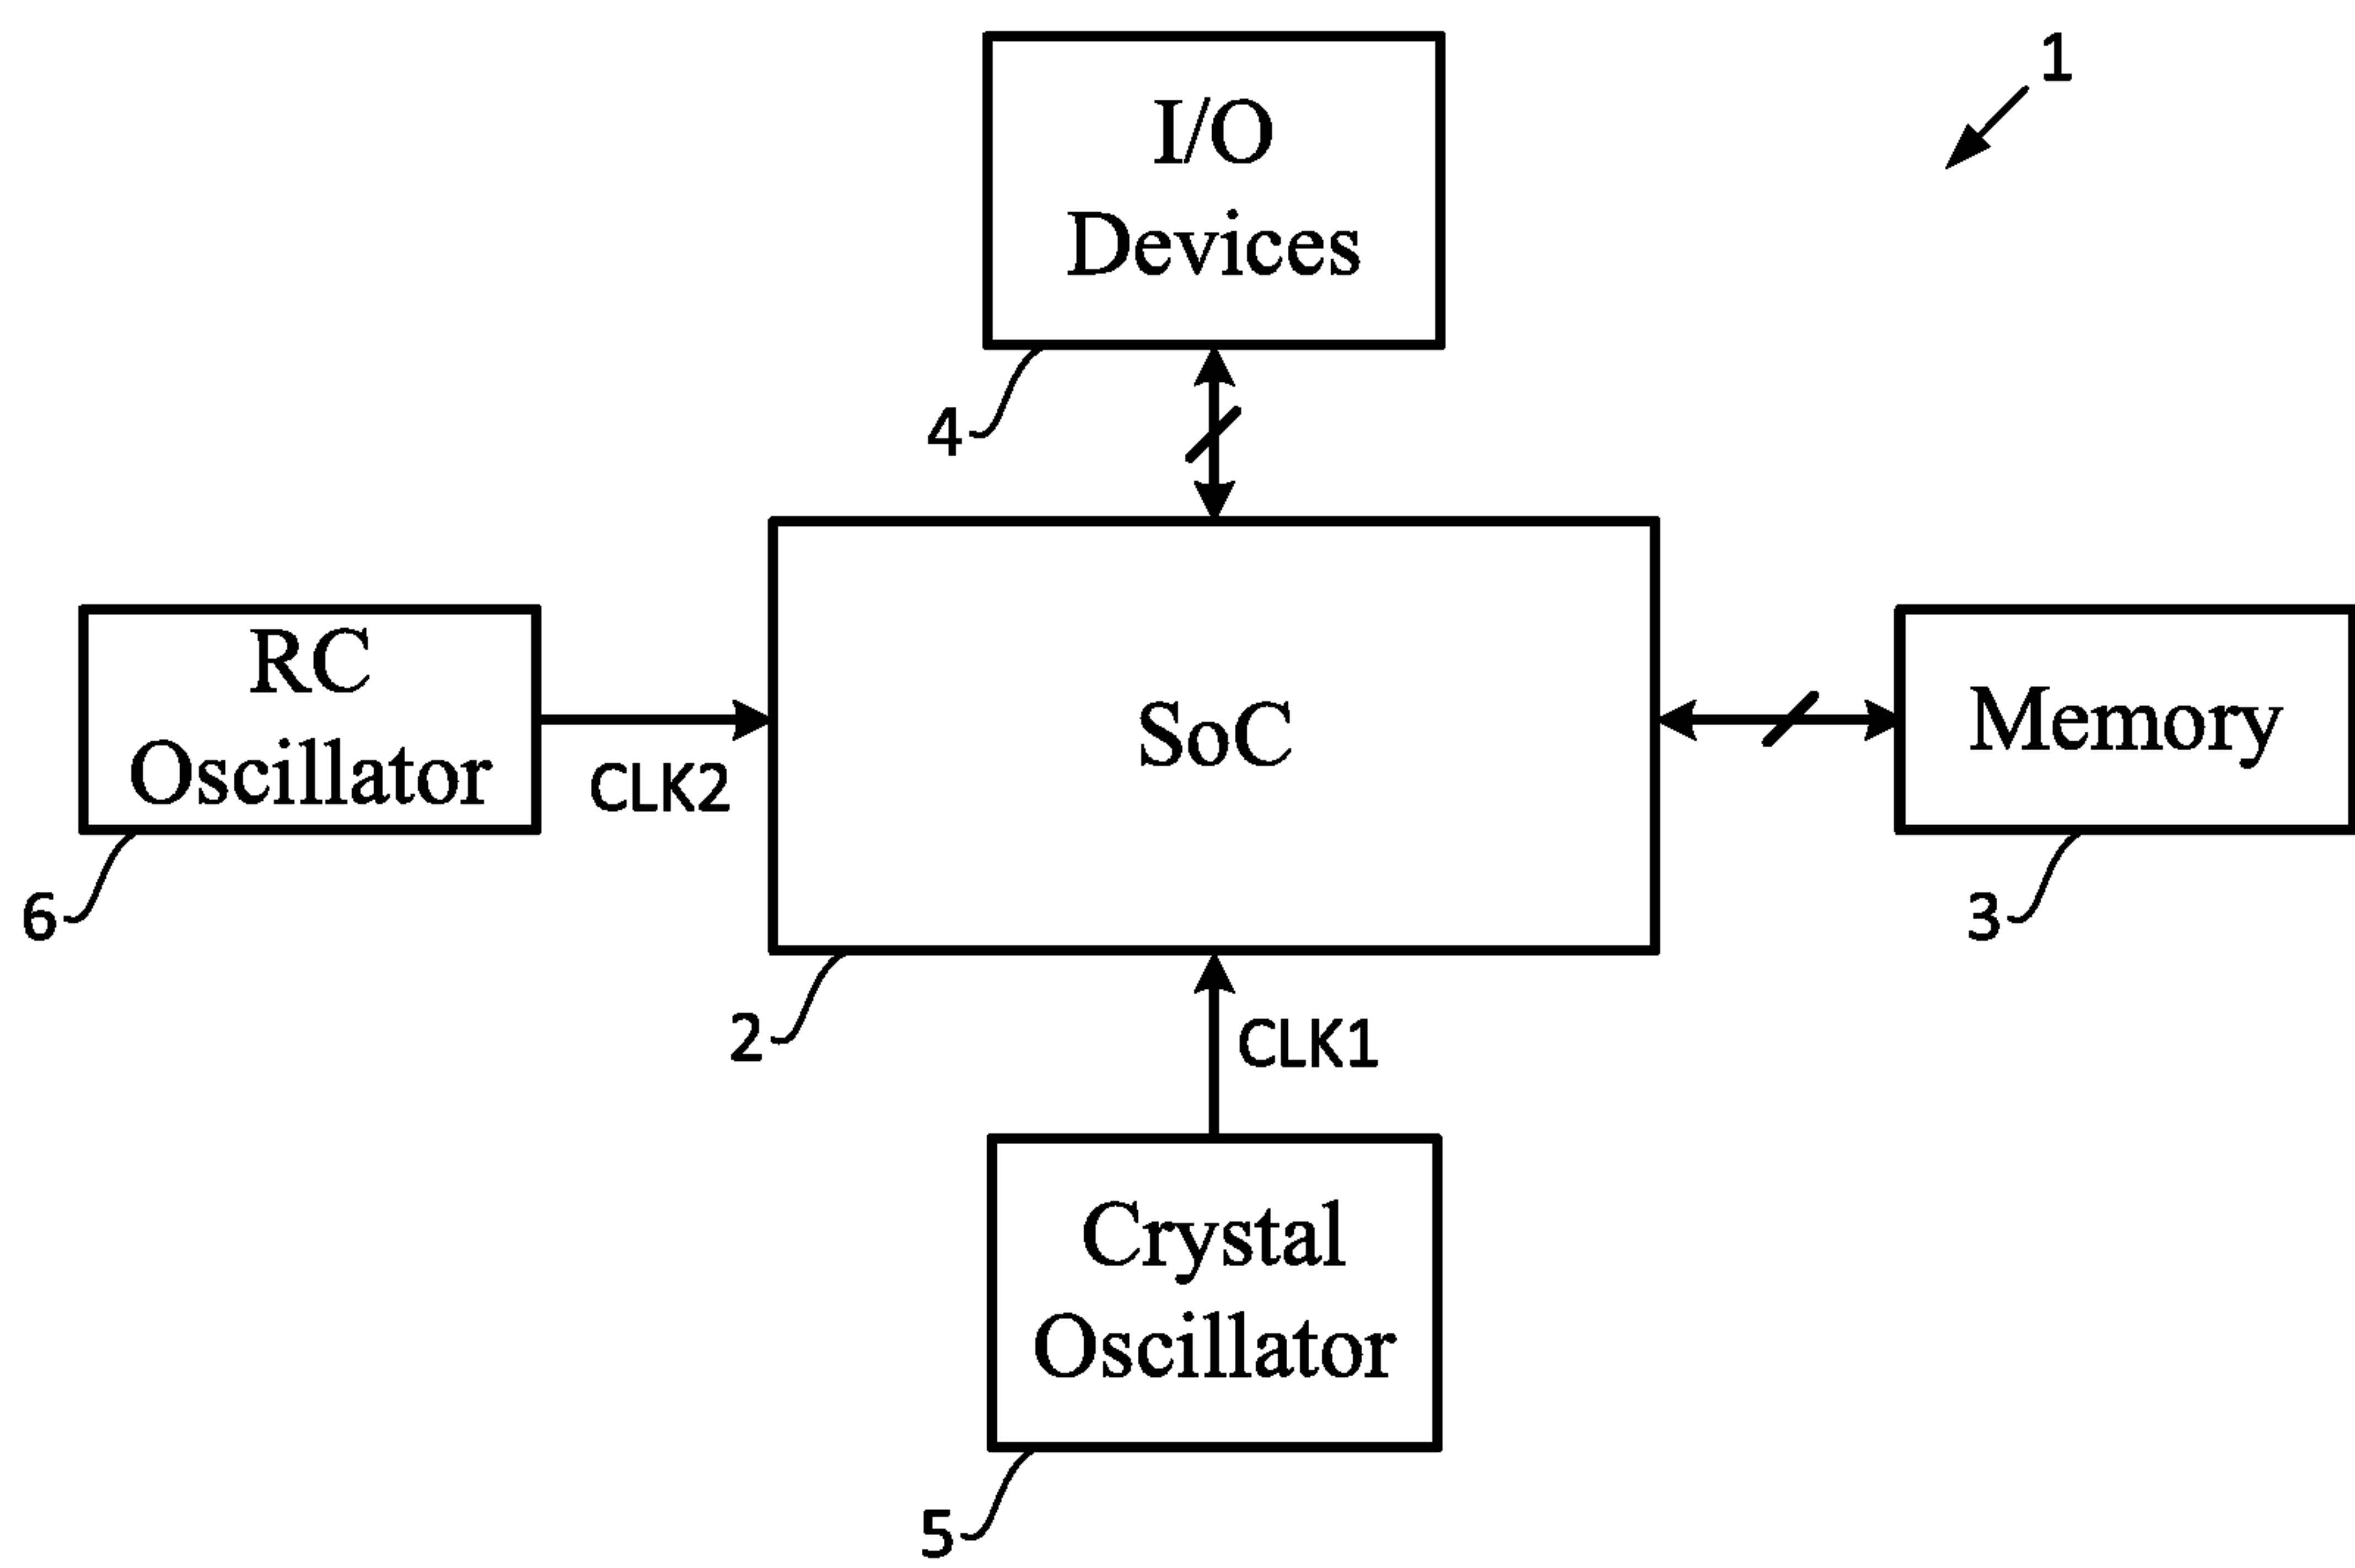 1
I/O
Devices
4
RC
Oscillator
CLK2
SoC
Memory
6
3
2
CLK1
Crystal
Oscillator
5